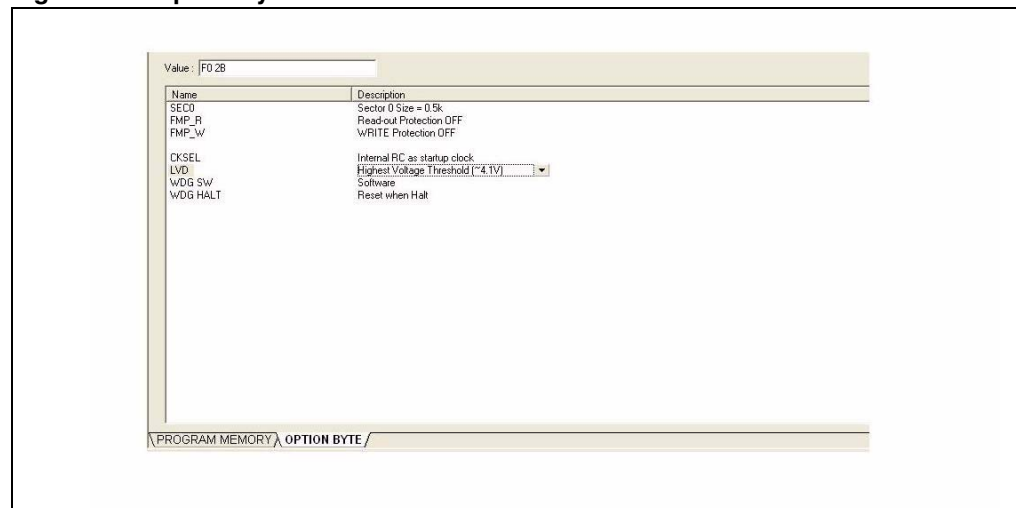 Value : F0 2B
Name Description
SEC0 Sector 0 Size = 0.5k
FMP_R Read-out Protection OFF
FMP_W WRITE Protection OFF
CKSEL Internal RC as startup clock
LVD Highest Voltage Threshold (~4.1V)
WDG SW Software
WDG HALT Reset when Halt
PROGRAM MEMORY OPTION BYTE